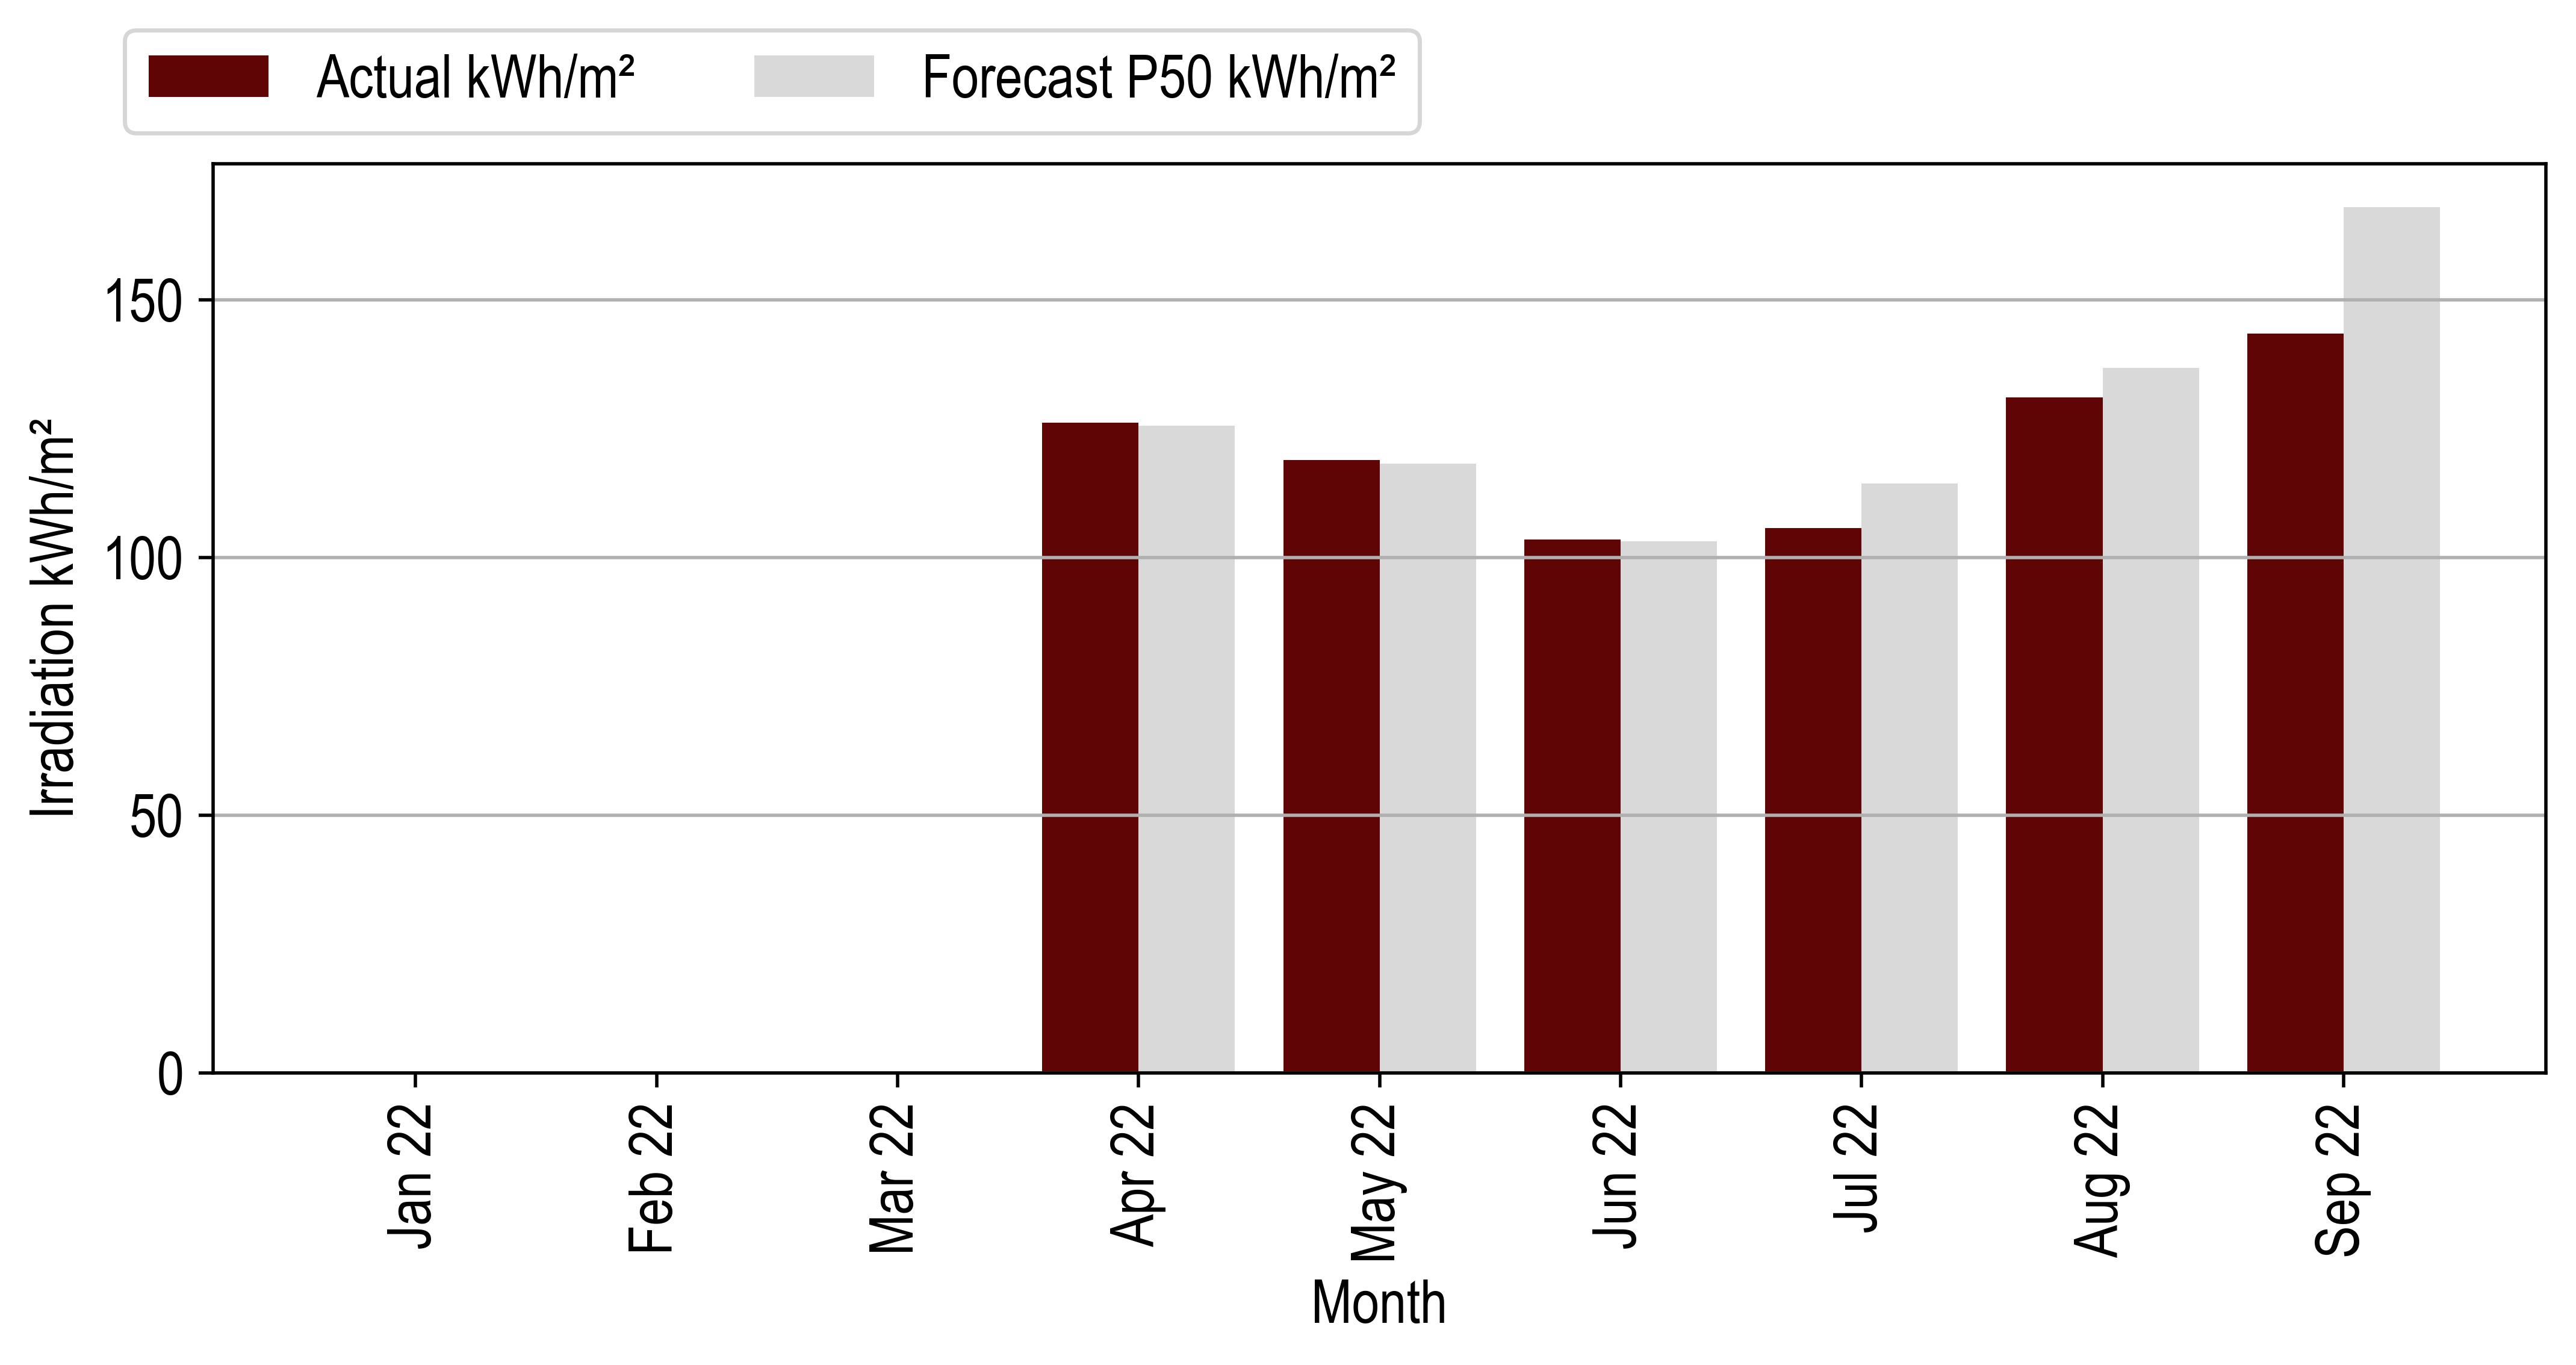 Actual kWh/m²
Forecast P50 kWh/m²
Irradiation kWh/m²
150
100
50
0
Jan 22
Feb 22
Mar 22
Apr 22
May 22
Jun 22
Jul 22
Aug 22
Sep 22
Month